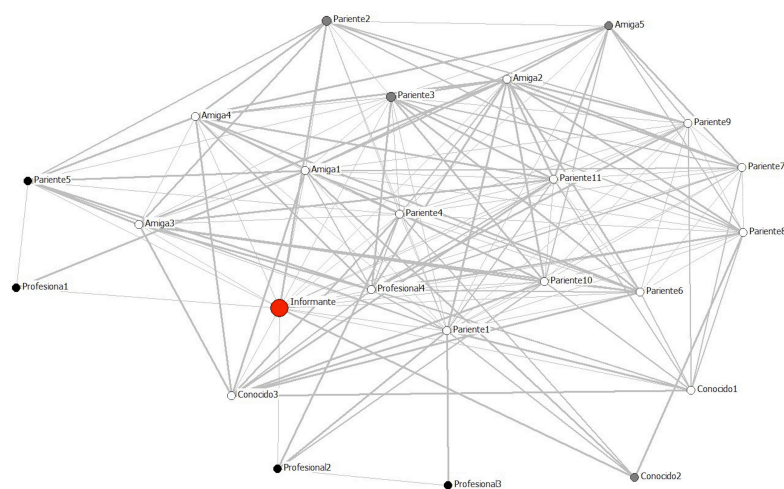 Pariente2
Amiga5
Amiga2
Pariente3
Amiga4
Pariente9
Amiga1
Pariente7
Pariente5
Pariente11
Pariente4
Amiga3
Pariente8
Profesional4
Pariente10
Profesiona1
Pariente6
Informante
Pariente1
Conocido3
Conocido1
Profesional2
Conocido2
Profesional3